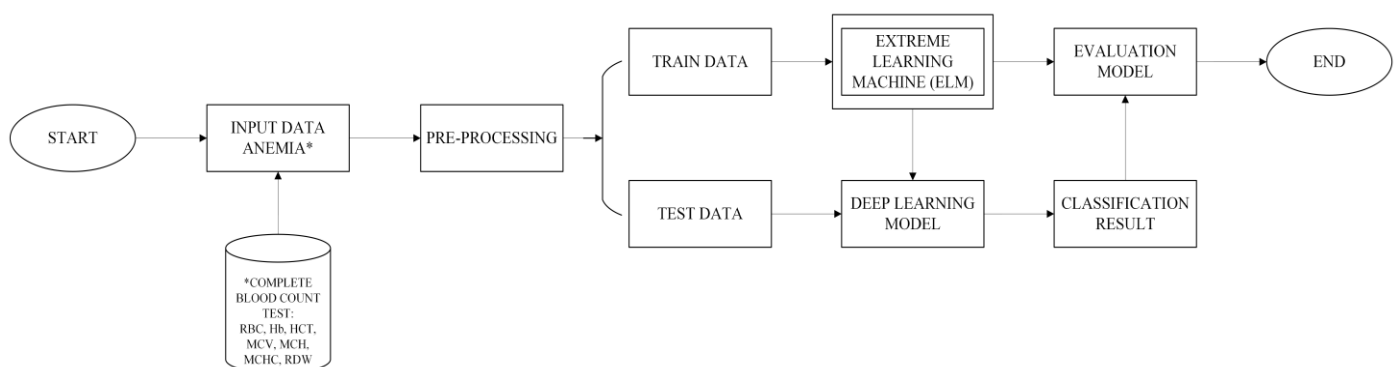 START
INPUT DATA
ANEMIA*
*COMPLETE
BLOOD COUNT
TEST:
RBC, Hb, HCT,
MCV, MCH,
MCHC, RDW
PRE-PROCESSING
TRAIN DATA
TEST DATA
EXTREME
LEARNING
MACHINE (ELM)
DEEP LEARNING
MODEL
CLASSIFICATION
RESULT
EVALUATION
MODEL
END